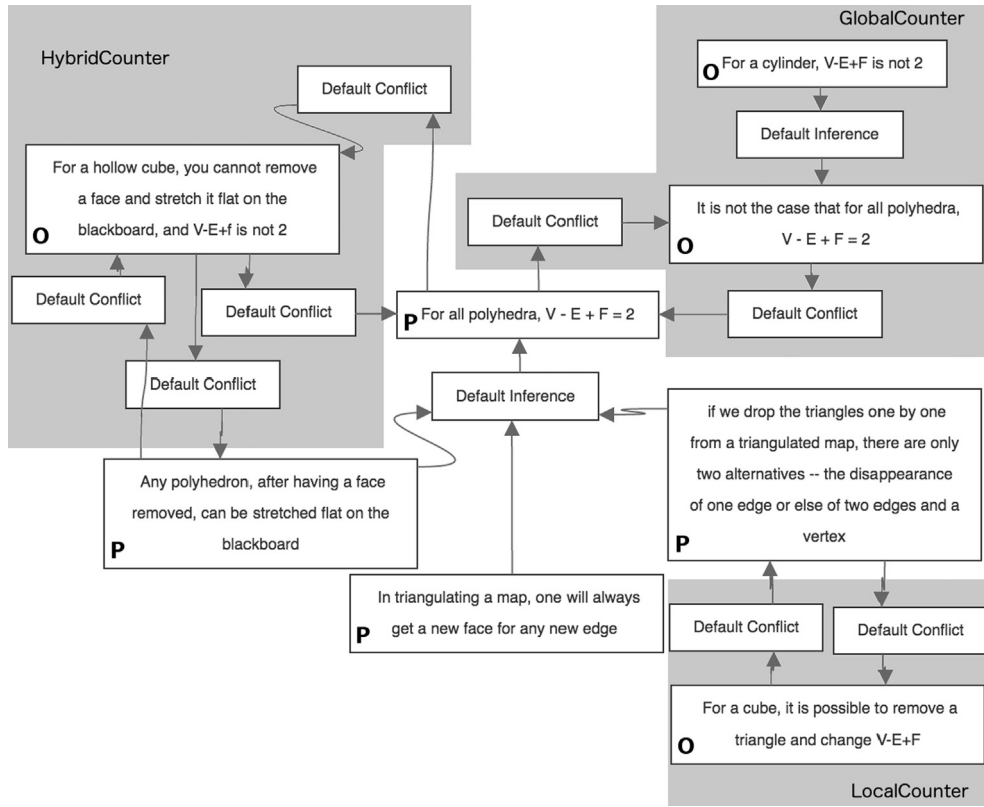 HybridCounter
GlobalCounter
O
For a cylinder, V-E+F is not 2
Default Conflict
Default Inference
For a hollow cube, you cannot remove
a face and stretch it flat on the
blackboard, and V-E+f is not 2
O
Default Conflict
It is not the case that for all polyhedra,
V - E + F = 2
O
Default Conflict
Default Conflict
P
For all polyhedra, V - E + F = 2
Default Conflict
Default Conflict
Default Inference
if we drop the triangles one by one
from a triangulated map, there are only
two alternatives -- the disappearance
of one edge or else of two edges and a
vertex
P
Any polyhedron, after having a face
removed, can be stretched flat on the
blackboard
P
In triangulating a map, one will always
get a new face for any new edge
P
Default Conflict
Default Conflict
For a cube, it is possible to remove a
triangle and change V-E+F
O
LocalCounter